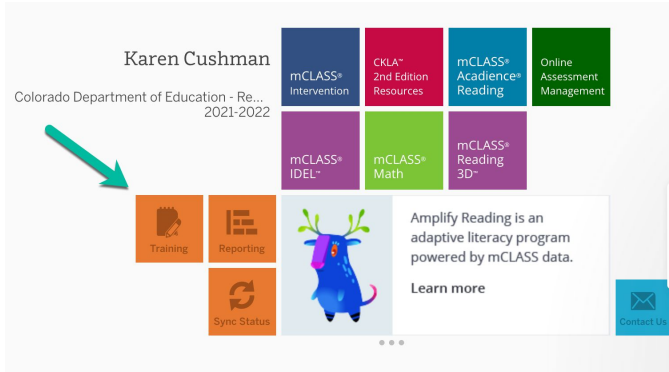 Karen Cushman
Colorado Department of Education - Re...
2021-2022
mCLASS®
Intervention
CKLA™
2nd Edition
Resources
mCLASS®
Acadience®
Reading
Online
Assessment
Management
mCLASS®
IDEL™
mCLASS®
Math
mCLASS®
Reading
3D™
Training
Reporting
Sync Status
Amplify Reading is an
adaptive literacy program
powered by mCLASS data.
Learn more
Contact Us